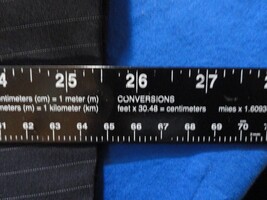 4 25 26 27
centimeters (cm) = 1 meter (m) CONVERSIONS
meters (m) = 1 kilometer (km) feet x 30.48 = centimeters miles x 1.6093
61 62 63 64 65 66 67 68 69 70